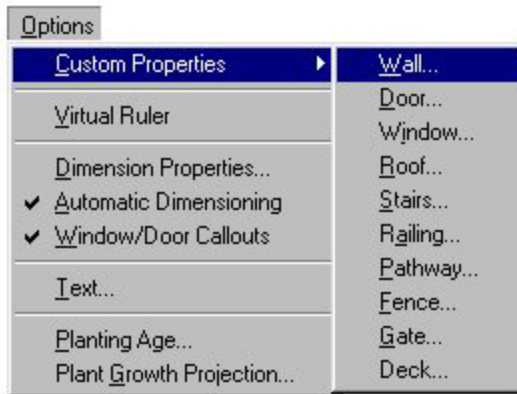 Options
Custom Properties
Virtual Ruler
Dimension Properties...
Automatic Dimensioning
Window/Door Callouts
Text...
Planting Age...
Plant Growth Projection...
Wall...
Door...
Window...
Roof...
Stairs...
Railing...
Pathway...
Fence...
Gate...
Deck...